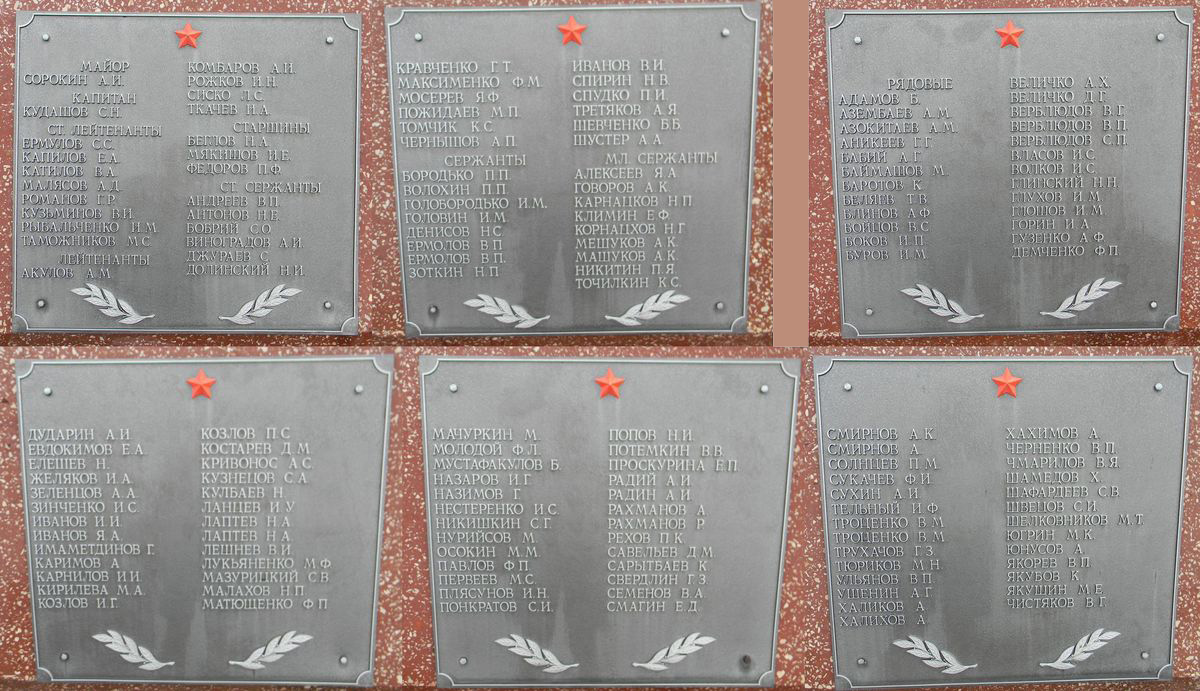 МАЙОР
СОРОКИН А.И.
КАПИТАН
КУДАШОВ С.Н.
СТ. ЛЕЙТЕНАНТЫ
ЕРМУЛОВ С.С.
КАПИЛОВ Е.А.
КАТИЛОВ В.А.
МАЛЯСОВ А.Д.
РОМАНОВ Г.Р.
КУЗЬМИНОВ В.И.
РЫБАЛЬЧЕНКО И.М.
ТАМОЖНИКОВ М.С.
ЛЕЙТЕНАНТЫ
АКУЛОВ А.М.
КОМБАРОВ А.И.
РОЖКОВ И.Н.
СИСКО Л.С.
ТКАЧЕВ Н.А.
СТАРШИНЫ
БЕГЛОВ Н.А.
МЯКИШОВ И.Е.
ФЕДОРОВ П.Ф.
СТ. СЕРЖАНТЫ
АНДРЕЕВ В.П.
АНТОНОВ Н.Е.
БОБРИЙ С.О
ВИНОГРАДОВ А.И.
ДЖУРАЕВ С.
ДОЛИНСКИЙ Н.И.
КРАВЧЕНКО Г.Т.
МАКСИМЕНКО Ф.М.
МОСЕРЕВ Я.Ф
ПОЖИДАЕВ М.П.
ТОМЧИК К.С.
ЧЕРНЫШОВ А.П.
СЕРЖАНТЫ
БОРОДЬКО П.П.
ВОЛОХИН П.П.
ГОЛОБОРОДЬКО И.М.
ГОЛОВИН И.М.
ДЕНИСОВ Н.С.
ЕРМОЛОВ В.П
ЕРМОЛОВ В.П.
ЗОТКИН Н.П
ИВАНОВ В.И.
СПИРИН Н.В.
СПУДКО П.И.
ТРЕТЯКОВ А.Я
ШЕВЧЕНКО Б.Б.
ШУСТЕР А.А
МЛ. СЕРЖАНТЫ
АЛЕКСЕЕВ Я.А
ГОВОРОВ А.К.
КАРНАЦКОВ Н.П
КЛИМИН Е.Ф.
КОРНАЦХОВ Н.Г
МЕШУКОВ А.К.
МАШУКОВ А.К.
НИКИТИН П.Я.
ТОЧИЛКИН К.С.
РЯДОВЫЕ
АДАМОВ Б.
АЗЕМБАЕВ А.М.
АЗОКИТАЕВ А.М.
АНИКЕЕВ Г.Г.
БАБИЙ А.Г.
БАЙМАШОВ М.
БАРОТОВ К.
БЕЛЯЕВ Т.В
БЛИНОВ А.Ф
БОЙЦОВ В.С
БОКОВ И.П.
БУРОВ И.М.
ВЕЛИЧКО А.Х.
ВЕЛИЧКО Д.Г.
ВЕРБЛЮДОВ В.Г.
ВЕРБЛЮДОВ В.П.
ВЕРБЛЮДОВ С.П
ВЛАСОВ И.С.
ВОЛКОВ И.С.
ГЛИНСКИЙ Н.Н.
ГЛУХОВ И.М.
ГЛЮШОВ И.М.
ГОРИН И.А
ГУЗЕНКО А.Ф
ДЕМЧЕНКО Ф.П
ДУДАРИН А.И.
ЕВДОКИМОВ Е.А.
ЕЛЕШЕВ Н.
ЖЕЛЯКОВ И.А.
ЗЕЛЕНЦОВ А.А.
ЗИНЧЕНКО И.С.
ИВАНОВ И.И.
ИВАНОВ Я.А.
ИМАМЕТДИНОВ Г.
КАРИМОВ А.
КАРНИЛОВ И.И.
КИРИЛЕВА М.А.
КОЗЛОВ И.Г.
КОЗЛОВ П.С
КОСТАРЕВ Д.М.
КРИВОНОС А.С.
КУЗНЕЦОВ С.А
КУЛБАЕВ Н.
ЛАНЦЕВ И.У
ЛАПТЕВ Н.А
ЛАПТЕВ Н.А.
ЛЕШНЕВ В.И.
ЛУКЬЯНЕНКО М.Ф
МАЗУРИЦКИЙ С.В
МАЛАХОВ Н.П.
МАТЮЩЕНКО Ф.П
МАЧУРКИН М.
МОЛОДОЙ Ф.Л.
МУСТАФАКУЛОВ Б.
НАЗАРОВ И.Г.
НАЗИМОВ Г.
НЕСТЕРЕНКО И.С.
НИКИШКИН С.Г.
НУРИЙСОВ М.
ОСОКИН М.М.
ПАВЛОВ Ф.П
ПЕРВЕЕВ М.С.
ПЛЯСУНОВ И.Н.
ПОНКРАТОВ С.И.
ПОПОВ Н.И.
ПОТЕМКИН В.В.
ПРОСКУРИНА Е.П.
РАДИЙ А.И
РАДИН А.И
РАХМАНОВ А
РАХМАНОВ Р
РЕХОВ П.К.
САВЕЛЬЕВ Д.М.
САРЫТБАЕВ К
СВЕРДЛИН Г.З.
СЕМЕНОВ В.А.
СМАГИН Е.Д.
СМИРНОВ А.К.
СМИРНОВ А.
СОЛНЦЕВ П.М.
СУКАЧЕВ Ф.И
СУХИН А.И.
ТЕЛЬНЫЙ И.Ф
ТРОЦЕНКО В.М
ТРОЦЕНКО В.М
ТРУХАЧОВ Г.З.
ТЮРИКОВ М.Н.
УЛЬЯНОВ В.П
УШЕНИН А.Г
ХАЛИКОВ А.
ХАЛИХОВ А
ХАХИМОВ А.
ЧЕРНЕНКО В.П.
ЧМАРИЛОВ В.Я.
ШАМЕДОВ Х.
ШАФАРДЕЕВ С.В
ШВЕЦОВ С.И.
ШЕЛКОВНИКОВ М.Т.
ЮГРИН М.К.
ЮНУСОВ А.
ЯКОРЕВ В.П
ЯКУБОВ К
ЯКУШИН М.Е.
ЧИСТЯКОВ В.Г.